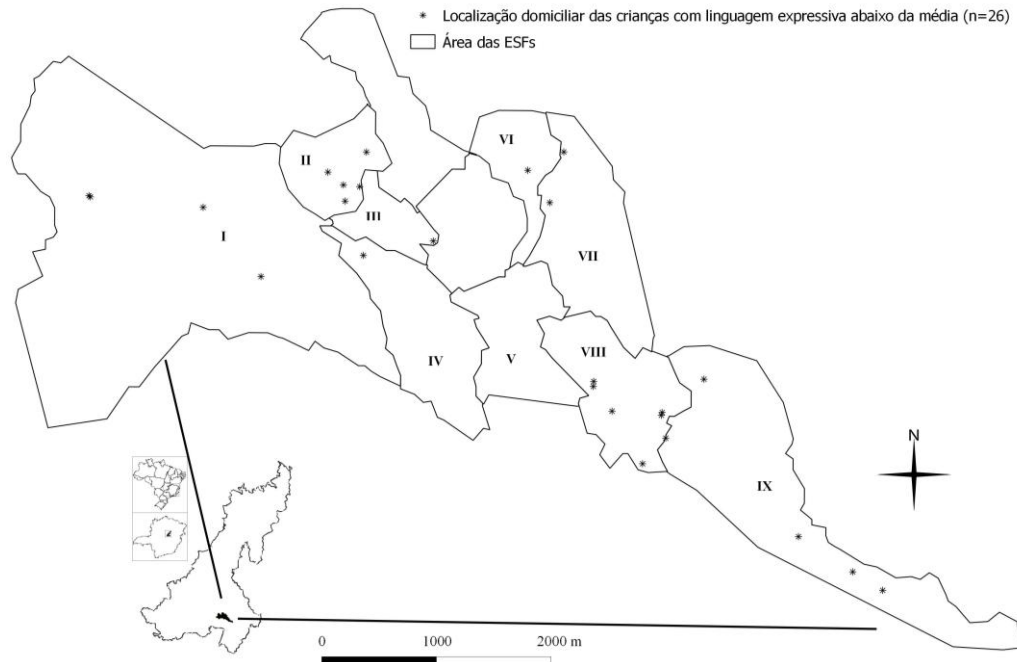 Localização domiciliar das crianças com linguagem expressiva abaixo da média (n=26)
Área das ESFs
VI
II
III
I
VII
VIII
IV
V
N
IX
0 1000 2000 m